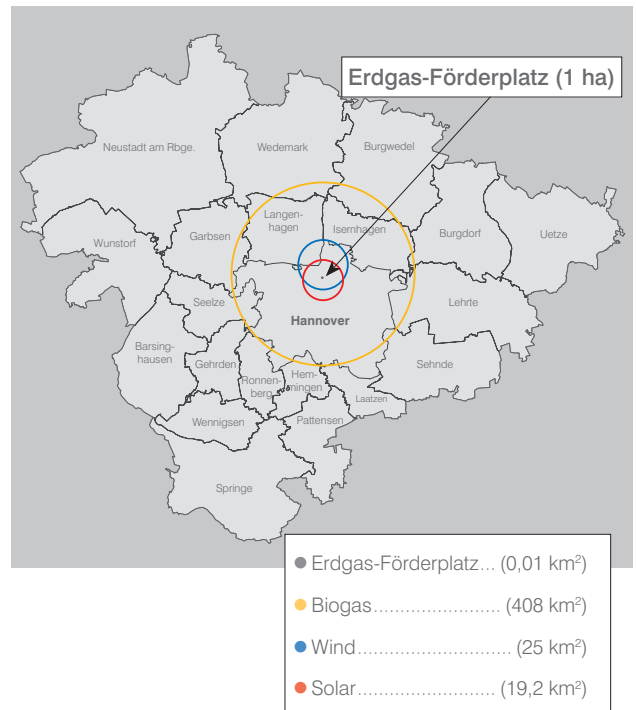 Erdgas-Förderplatz (1 ha)
Neustadt am Rbge.
Wedemark
Burgwedel
Langen-
hagen
Isernhagen
Garbsen
Burgdorf
Uetze
Wunstorf
Seelze
Lehrte
Hannover
Barsing-
hausen
Gehrden
Ronnen-
berg
Hem-
mingen
Sehnde
Laatzen
Wennigsen
Pattensen
Springe
Erdgas-Förderplatz... (0,01 km²)
Biogas....................... (408 km²)
Wind............................ (25 km²)
Solar......................... (19,2 km²)